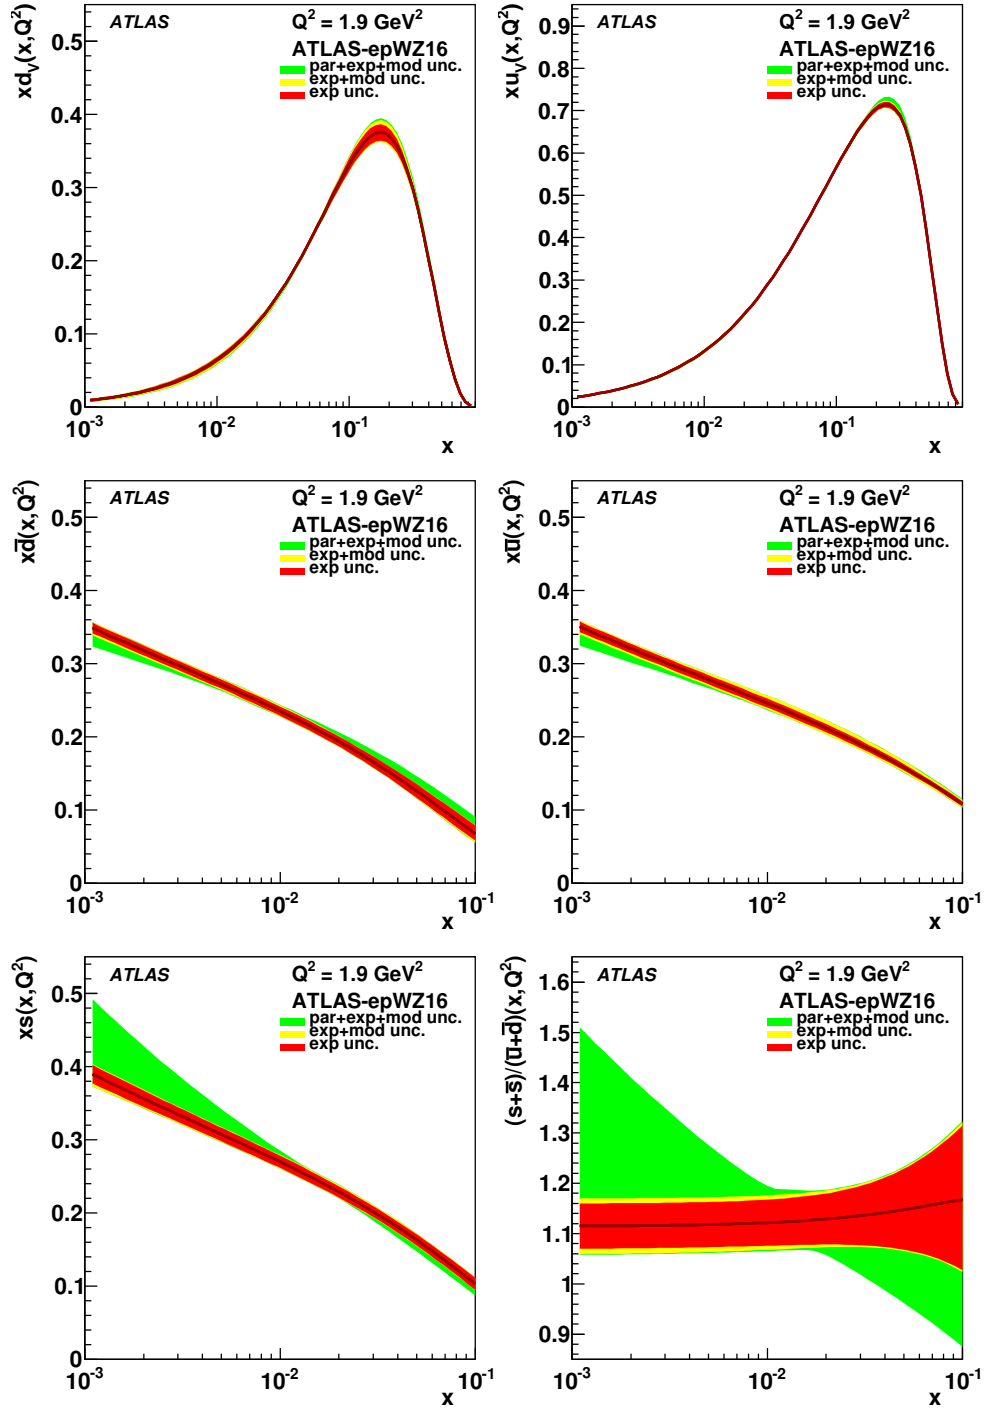 xd_V(x,Q²)
0.5
0.4
0.3
0.2
0.1
0
ATLAS
Q² = 1.9 GeV²
ATLAS-epWZ16
par+exp+mod unc.
exp+mod unc.
exp unc.
10⁻³
10⁻²
10⁻¹
x
xu_V(x,Q²)
0.9
0.8
0.7
0.6
0.5
0.4
0.3
0.2
0.1
0
ATLAS
Q² = 1.9 GeV²
ATLAS-epWZ16
par+exp+mod unc.
exp+mod unc.
exp unc.
10⁻³
10⁻²
10⁻¹
x
xd̅(x,Q²)
0.5
0.4
0.3
0.2
0.1
0
ATLAS
Q² = 1.9 GeV²
ATLAS-epWZ16
par+exp+mod unc.
exp+mod unc.
exp unc.
10⁻³
10⁻²
10⁻¹
x
xu̅(x,Q²)
0.5
0.4
0.3
0.2
0.1
0
ATLAS
Q² = 1.9 GeV²
ATLAS-epWZ16
par+exp+mod unc.
exp+mod unc.
exp unc.
10⁻³
10⁻²
10⁻¹
x
xs(x,Q²)
0.5
0.4
0.3
0.2
0.1
0
ATLAS
Q² = 1.9 GeV²
ATLAS-epWZ16
par+exp+mod unc.
exp+mod unc.
exp unc.
10⁻³
10⁻²
10⁻¹
x
(s+s̅)/(u̅+d̅)(x,Q²)
1.6
1.5
1.4
1.3
1.2
1.1
1
0.9
ATLAS
Q² = 1.9 GeV²
ATLAS-epWZ16
par+exp+mod unc.
exp+mod unc.
exp unc.
10⁻³
10⁻²
10⁻¹
x